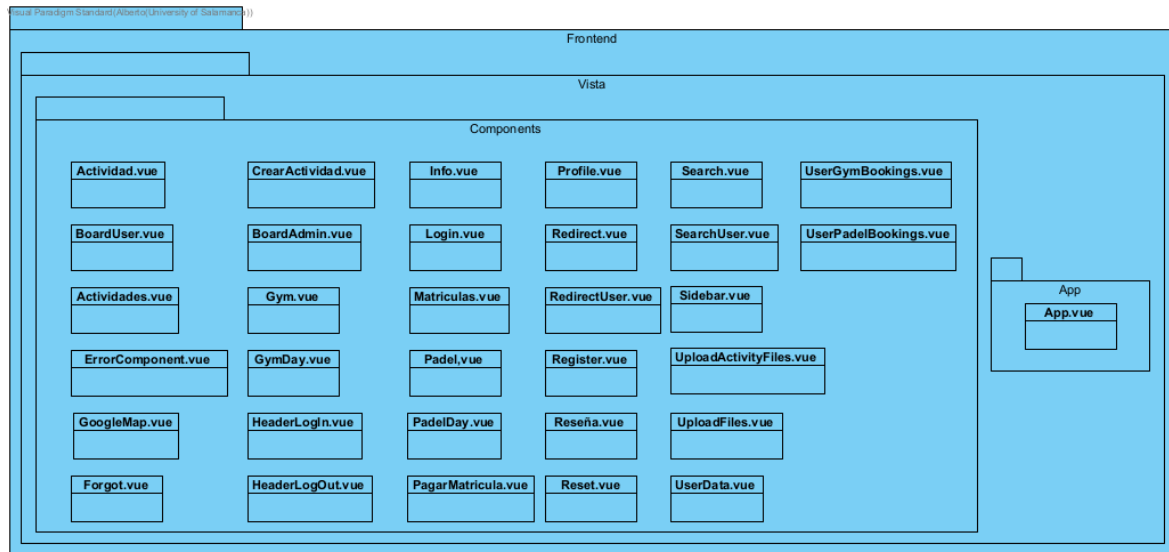 Visual Paradigm Standard(Alberto(University of Salamanca))
Frontend
Vista
Components
Actividad.vue
CrearActividad.vue
Info.vue
Profile.vue
Search.vue
UserGymBookings.vue
BoardUser.vue
BoardAdmin.vue
Login.vue
Redirect.vue
SearchUser.vue
UserPadelBookings.vue
Actividades.vue
Gym.vue
Matriculas.vue
RedirectUser.vue
Sidebar.vue
ErrorComponent.vue
GymDay.vue
Padel,vue
Register.vue
UploadActivityFiles.vue
GoogleMap.vue
HeaderLogIn.vue
PadelDay.vue
Reseña.vue
UploadFiles.vue
Forgot.vue
HeaderLogOut.vue
PagarMatricula.vue
Reset.vue
UserData.vue
App
App.vue